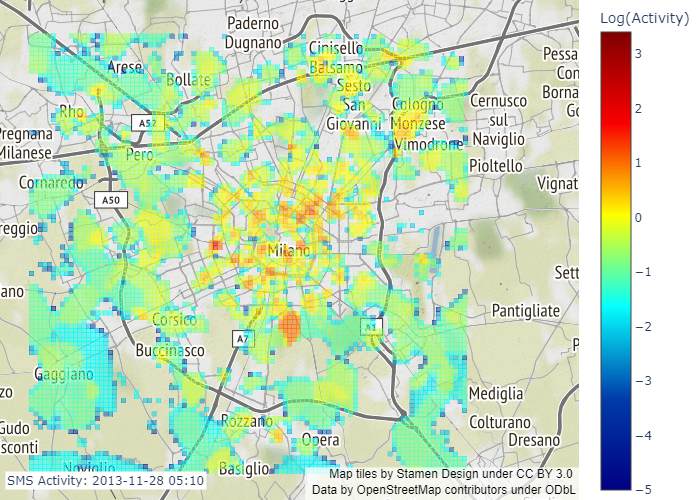 Log(Activity)
3
2
1
0
−1
−2
−3
−4
−5
Paderno
Dugnano
Cinisello
Balsamo
Sesto
San
Giovanni
Arese
Bollate
Rho
A52
Pregnana
Milanese
Pero
Cologno
Monzese
Vimodrone
Cernusco
sul
Naviglio
Pioltello
Pessa
Con
Borna
Go
Vignat
Cornaredo
A50
reggio
Milano
ano
Sett
Pantigliate
P
Corsico
A7
A1
Buccinasco
Gaggiano
zo
Gudo
sconti
Mediglia
Colturano
Dresano
Rozzano
Opera
Noviglio
Basiglio
SMS Activity: 2013-11-28 05:10
Map tiles by Stamen Design under CC BY 3.0
Data by OpenStreetMap contributors under ODbL